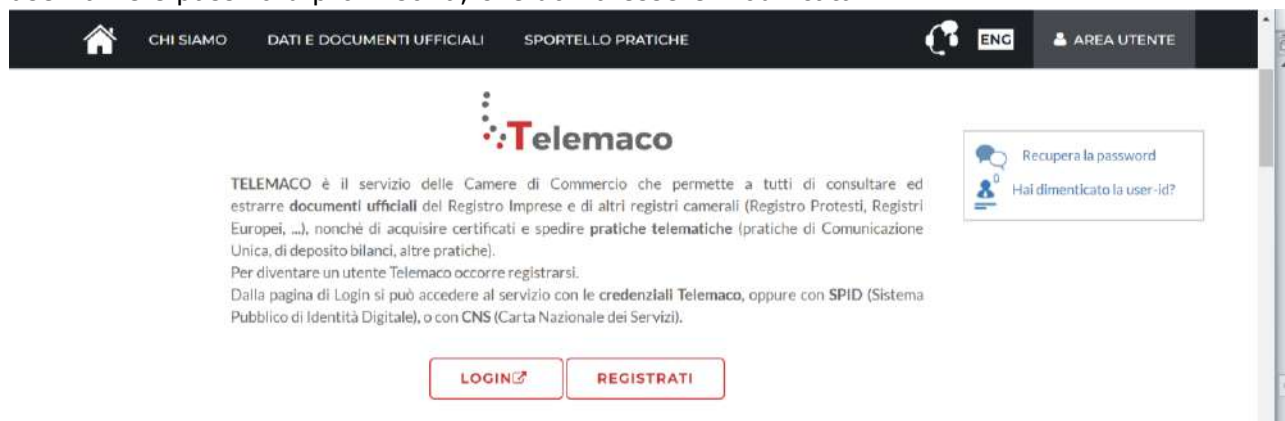 CHI SIAMO DATI E DOCUMENTI UFFICIALI SPORTELLO PRATICHE ENG AREA UTENTE
Telemaco
TELEMACO è il servizio delle Camere di Commercio che permette a tutti di consultare ed
estrarre documenti ufficiali del Registro Imprese e di altri registri camerali (Registro Protesti, Registri
Europei, ...), nonché di acquisire certificati e spedire pratiche telematiche (pratiche di Comunicazione
Unica, di deposito bilanci, altre pratiche).
Per diventare un utente Telemaco occorre registrarsi.
Dalla pagina di Login si può accedere al servizio con le credenziali Telemaco, oppure con SPID (Sistema
Pubblico di Identità Digitale), o con CNS (Carta Nazionale dei Servizi).
LOGIN REGISTRATI
Recupera la password
Hai dimenticato la user-id?